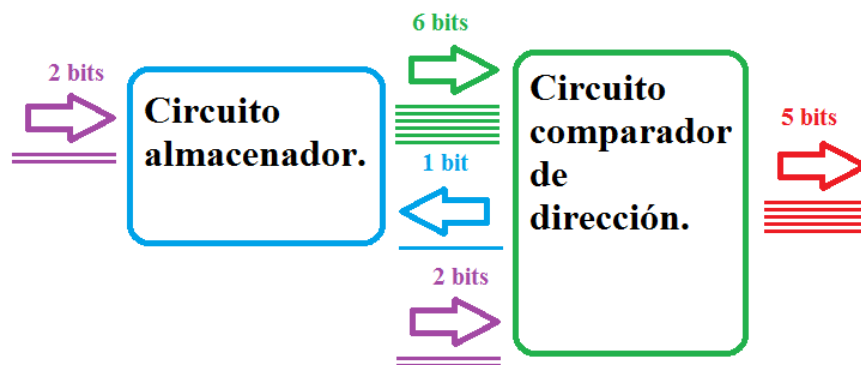 2 bits
Circuito
almacenador.
6 bits
1 bit
2 bits
Circuito
comparador
de
dirección.
5 bits